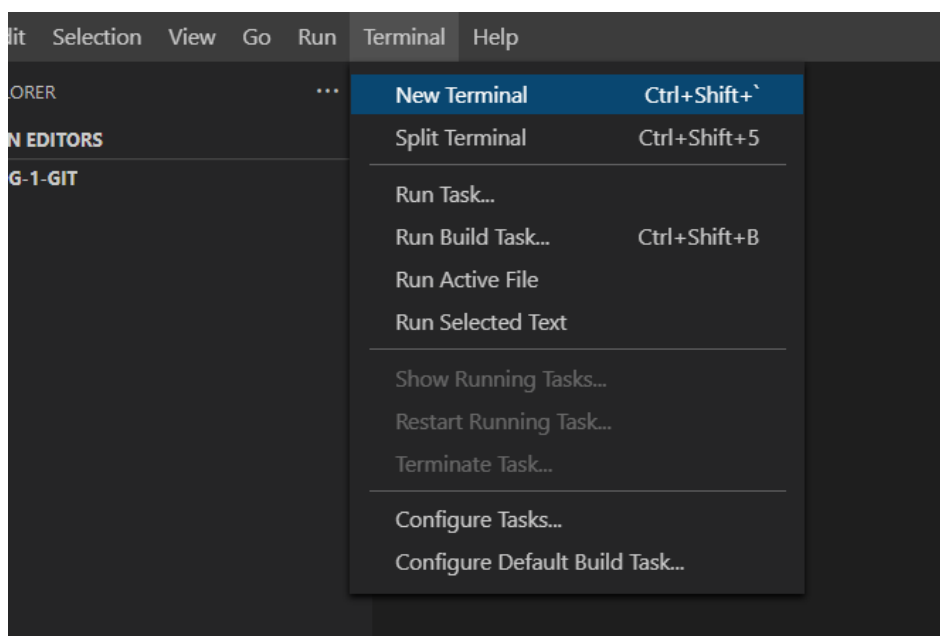 dit Selection View Go Run Terminal Help
LORER ···
N EDITORS
G-1-GIT
New Terminal Ctrl+Shift+`
Split Terminal Ctrl+Shift+5
Run Task...
Run Build Task... Ctrl+Shift+B
Run Active File
Run Selected Text
Show Running Tasks...
Restart Running Task...
Terminate Task...
Configure Tasks...
Configure Default Build Task...